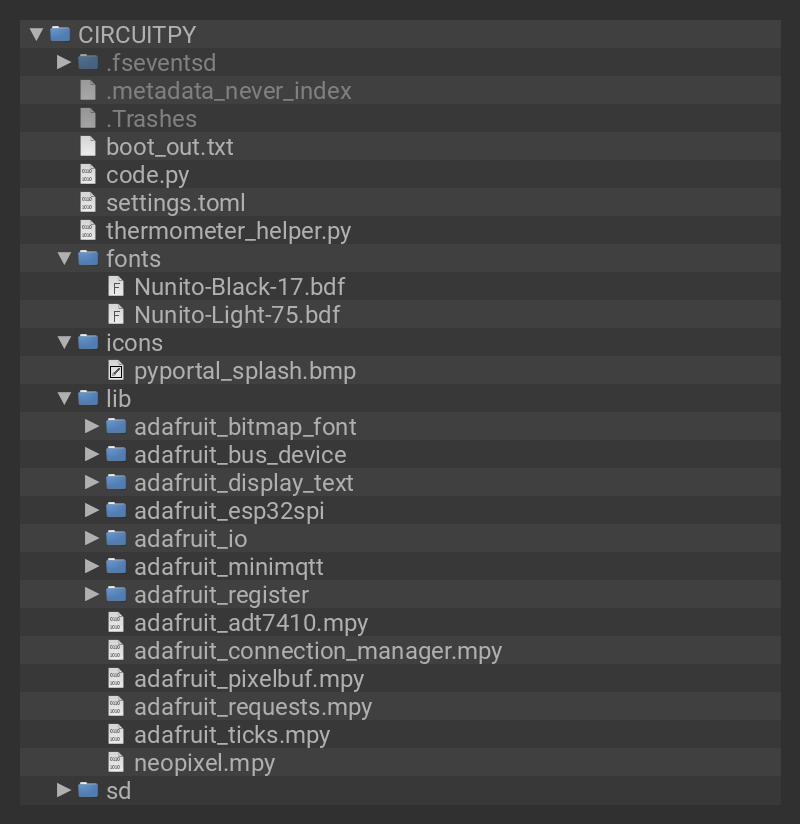 CIRCUITPY
.fseventsd
.metadata_never_index
.Trashes
boot_out.txt
code.py
settings.toml
thermometer_helper.py
fonts
Nunito-Black-17.bdf
Nunito-Light-75.bdf
icons
pyportal_splash.bmp
lib
adafruit_bitmap_font
adafruit_bus_device
adafruit_display_text
adafruit_esp32spi
adafruit_io
adafruit_minimqtt
adafruit_register
adafruit_adt7410.mpy
adafruit_connection_manager.mpy
adafruit_pixelbuf.mpy
adafruit_requests.mpy
adafruit_ticks.mpy
neopixel.mpy
sd